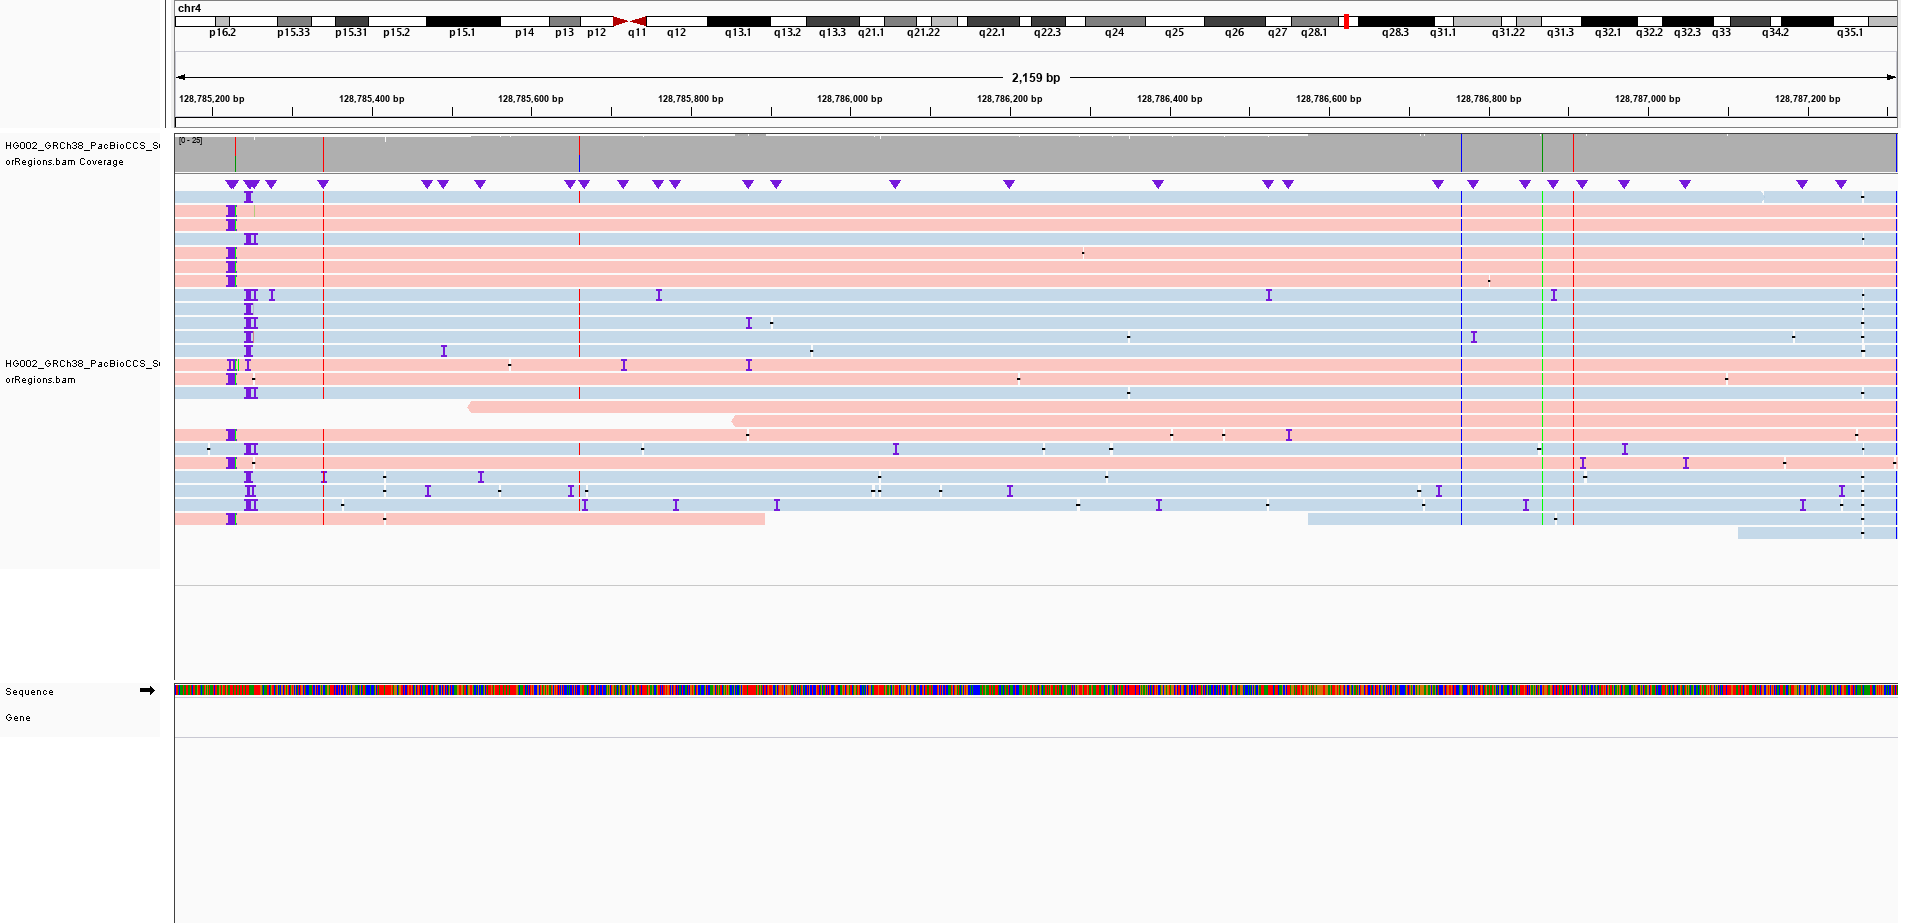 chr4
p16.2 p15.33 p15.31 p15.2 p15.1 p14 p13 p12 q11 q12 q13.1 q13.2 q13.3 q21.1 q21.22 q22.1 q22.3 q24 q25 q26 q27 q28.1 q28.3 q31.1 q31.22 q31.3 q32.1 q32.2 q32.3 q33 q34.2 q35.1
2,159 bp
128,785,200 bp 128,785,400 bp 128,785,600 bp 128,785,800 bp 128,786,000 bp 128,786,200 bp 128,786,400 bp 128,786,600 bp 128,786,800 bp 128,787,000 bp 128,787,200 bp
[0 - 25]
HG002_GRCh38_PacBioCCS_S
orRegions.bam Coverage
HG002_GRCh38_PacBioCCS_S
orRegions.bam
Sequence
Gene